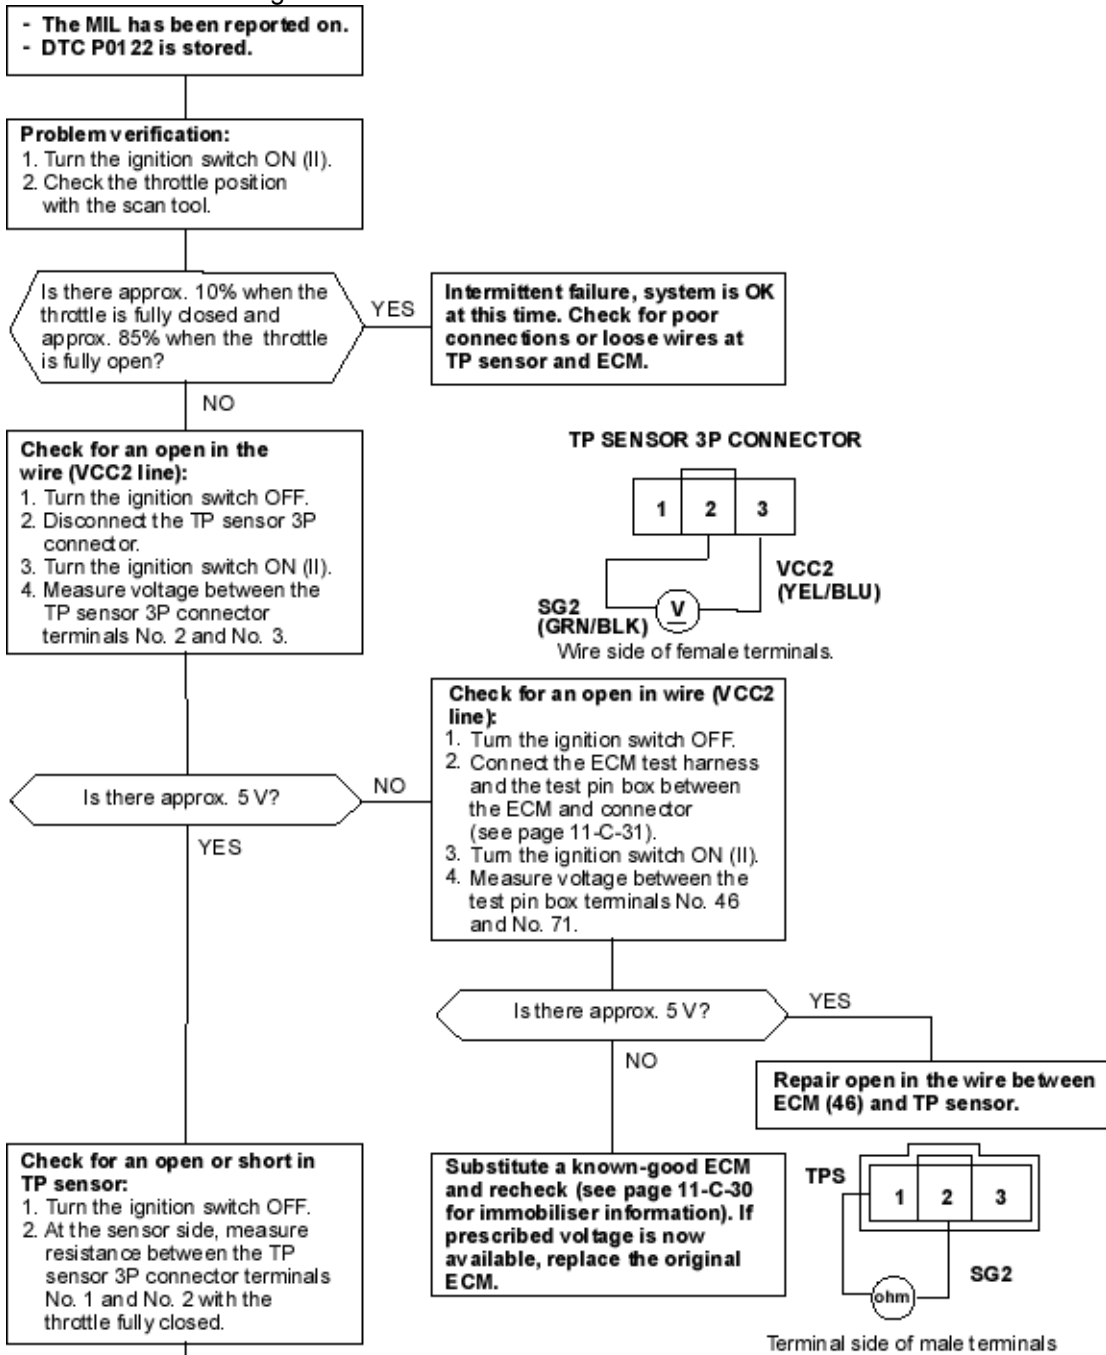 - The MIL has been reported on.
- DTC P0122 is stored.
Problem verification:
1. Turn the ignition switch ON (II).
2. Check the throttle position
with the scan tool.
Is there approx. 10% when the
throttle is fully closed and
approx. 85% when the throttle
is fully open?
YES
Intermittent failure, system is OK
at this time. Check for poor
connections or loose wires at
TP sensor and ECM.
NO
Check for an open in the
wire (VCC2 line):
1. Turn the ignition switch OFF.
2. Disconnect the TP sensor 3P
connector.
3. Turn the ignition switch ON (II).
4. Measure voltage between the
TP sensor 3P connector
terminals No. 2 and No. 3.
TP SENSOR 3P CONNECTOR
1 2 3
VCC2
(YEL/BLU)
SG2
(GRN/BLK)
V
Wire side of female terminals.
Is there approx. 5 V?
NO
YES
Check for an open in wire (VCC2
line):
1. Turn the ignition switch OFF.
2. Connect the ECM test harness
and the test pin box between
the ECM and connector
(see page 11-C-31).
3. Turn the ignition switch ON (II).
4. Measure voltage between the
test pin box terminals No. 46
and No. 71.
Is there approx. 5 V?
YES
NO
Repair open in the wire between
ECM (46) and TP sensor.
Substitute a known-good ECM
and recheck (see page 11-C-30
for immobiliser information). If
prescribed voltage is now
available, replace the original
ECM.
Check for an open or short in
TP sensor:
1. Turn the ignition switch OFF.
2. At the sensor side, measure
resistance between the TP
sensor 3P connector terminals
No. 1 and No. 2 with the
throttle fully closed.
TPS
1 2 3
SG2
ohm
Terminal side of male terminals